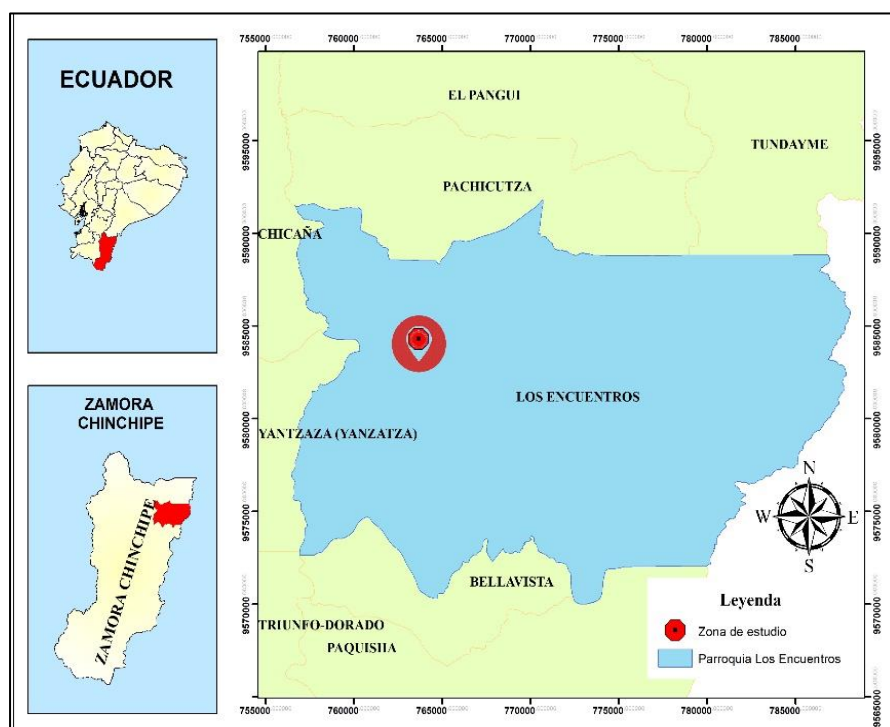 ECUADOR
ZAMORA
CHINCHIPE
ZAMORA CHINCHIPE
755000 760000 765000 770000 775000 780000 785000
9595000
9590000
9585000
9580000
9575000
9570000
EL PANGUI
TUNDAYME
PACHICUTZA
CHICAÑA
LOS ENCUENTROS
YANTZAZA (YANZATZA)
BELLAVISTA
TRIUNFO-DORADO
PAQUISHA
N
W E
S
Leyenda
Zona de estudio
Parroquia Los Encuentros
9595000
9590000
9585000
9580000
9575000
9570000
9565000
755000 760000 765000 770000 775000 780000 785000